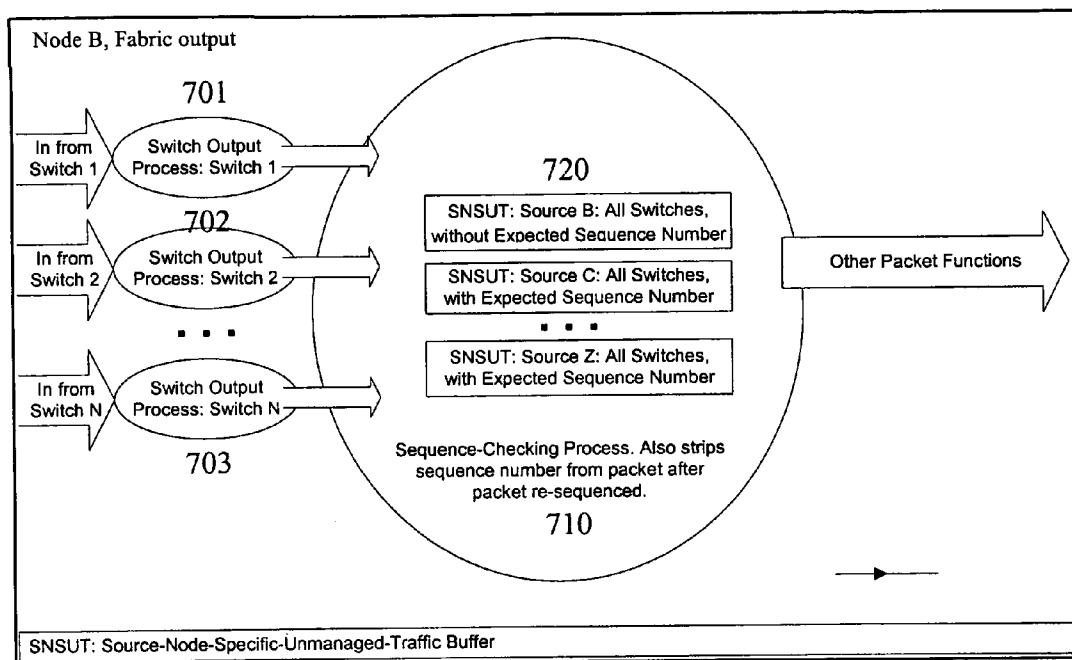 Node B, Fabric output
701
In from
Switch 1
Switch Output
Process: Switch 1
702
In from
Switch 2
Switch Output
Process: Switch 2
In from
Switch N
Switch Output
Process: Switch N
703
720
SNSUT: Source B: All Switches,
without Expected Sequence Number
SNSUT: Source C: All Switches,
with Expected Sequence Number
SNSUT: Source Z: All Switches,
with Expected Sequence Number
Sequence-Checking Process. Also strips
sequence number from packet after
packet re-sequenced.
710
Other Packet Functions
SNSUT: Source-Node-Specific-Unmanaged-Traffic Buffer